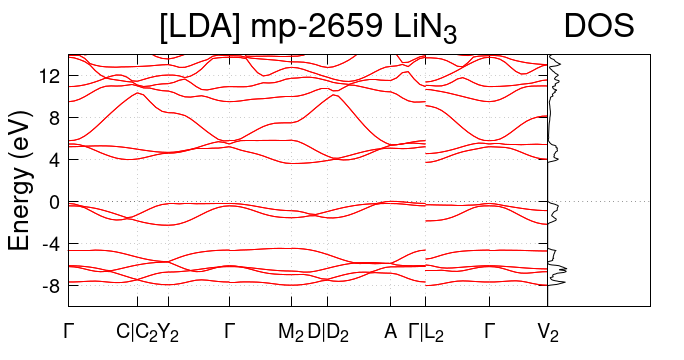 [LDA] mp-2659 LiN₃ DOS
Energy (eV)
12
8
4
0
-4
-8
Γ C|C₂Y₂ Γ M₂ D|D₂ A Γ|L₂ Γ V₂